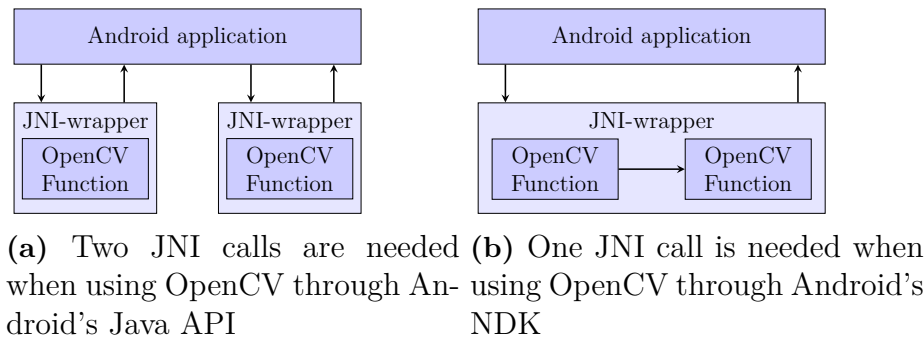 Android application
JNI-wrapper
OpenCV
Function
JNI-wrapper
OpenCV
Function
(a) Two JNI calls are needed
when using OpenCV through An-
droid's Java API
Android application
JNI-wrapper
OpenCV
Function
OpenCV
Function
(b) One JNI call is needed when
using OpenCV through Android's
NDK